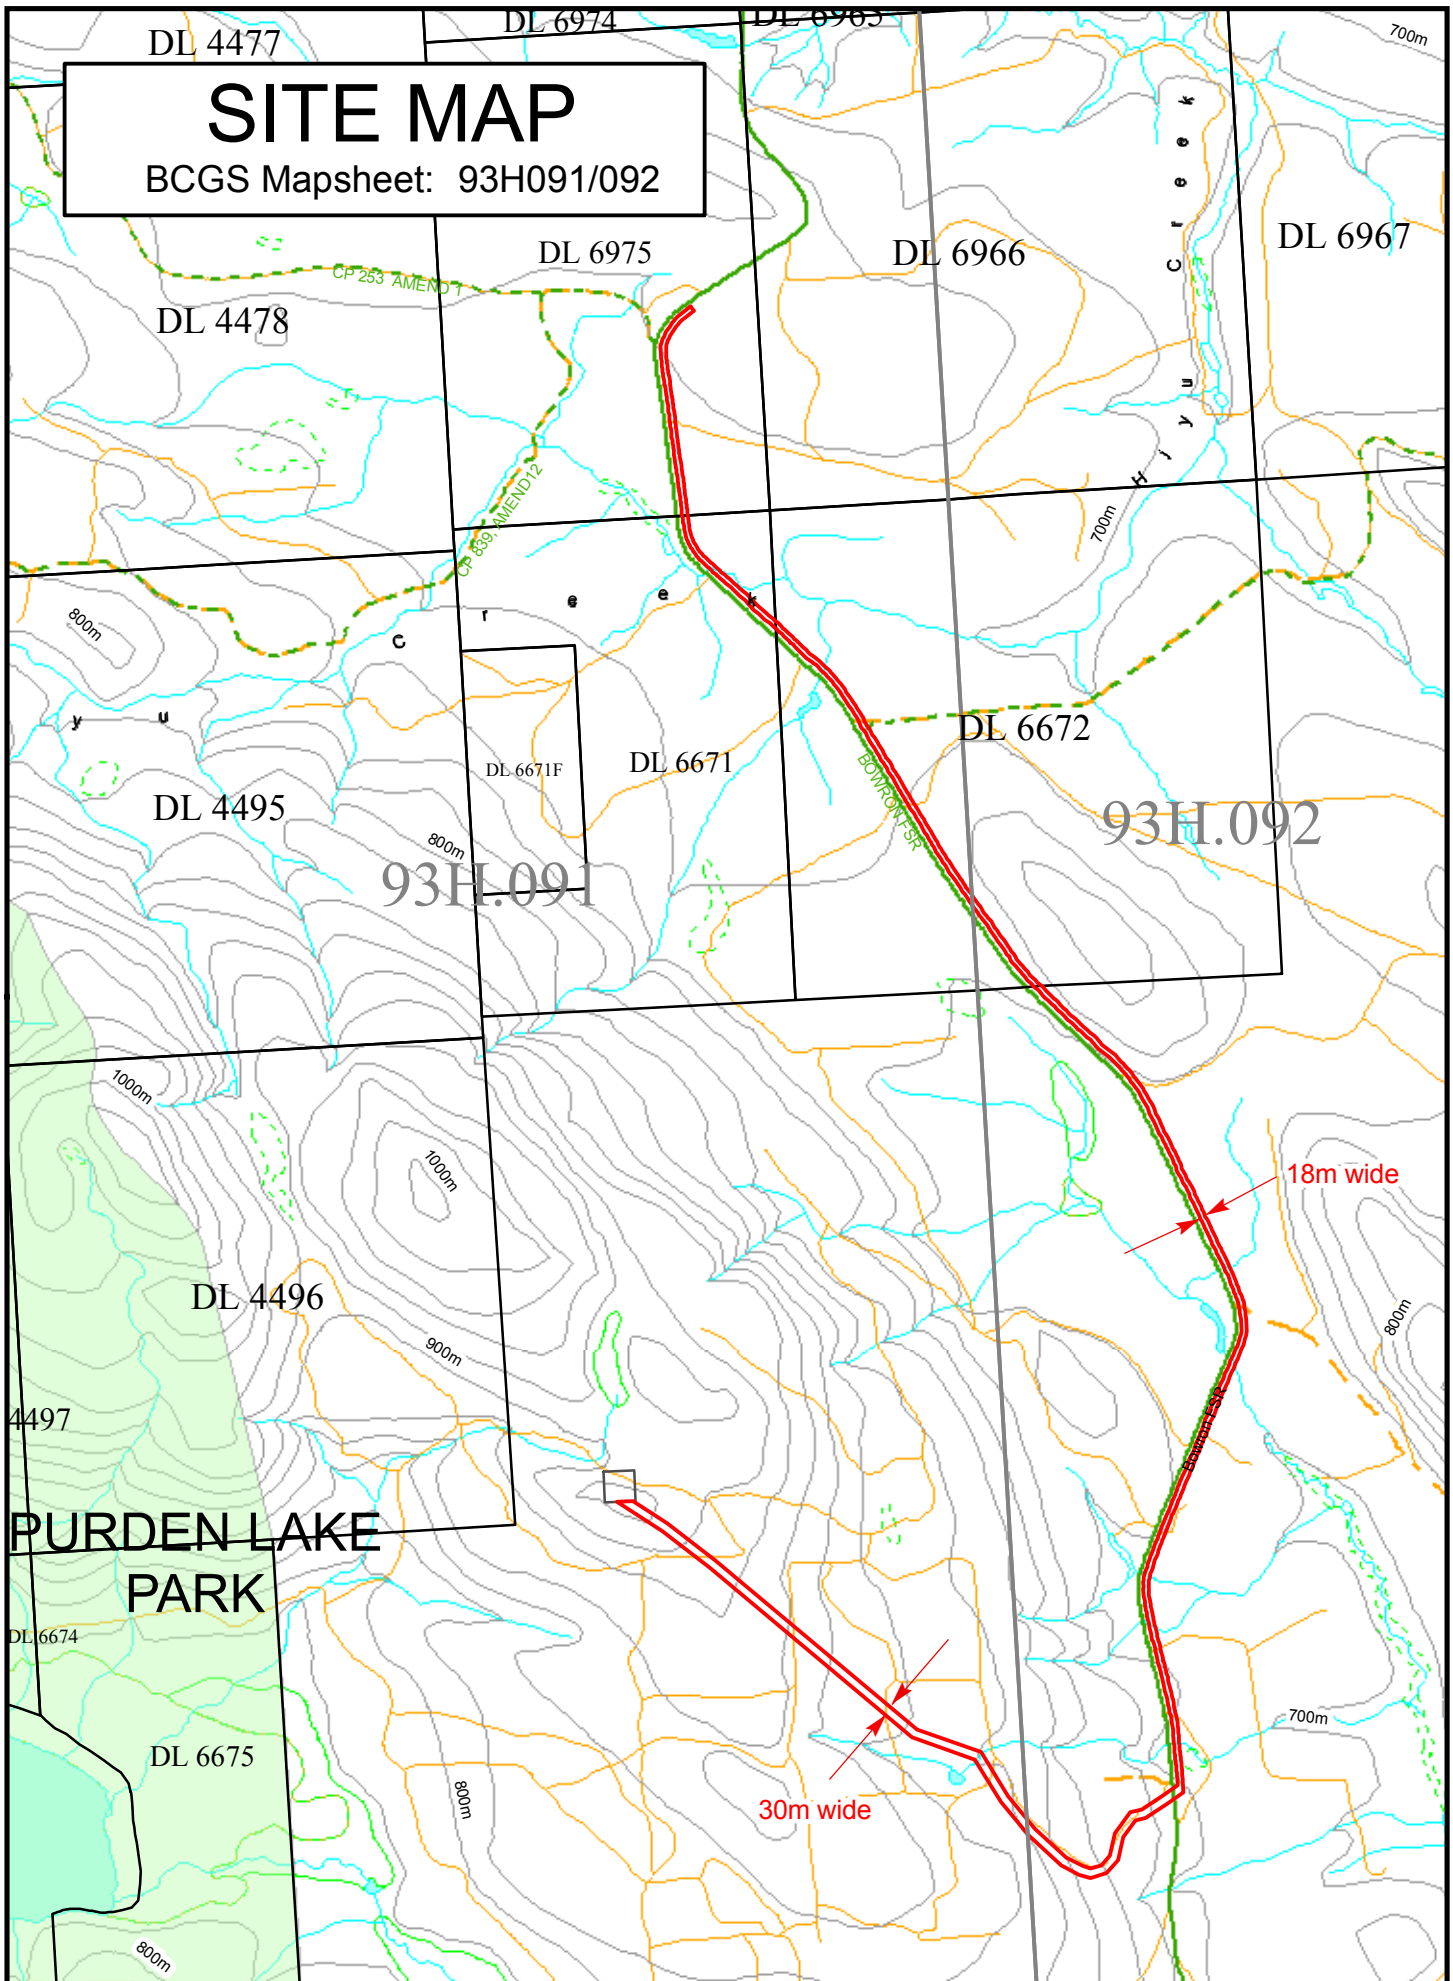 DL 4477
DL 6974
DL 6965
700m
SITE MAP
BCGS Mapsheet: 93H091/092
DL 6975
DL 6966
DL 6967
CP 253 AMEND 1
DL 4478
Hjyu Creek
700m
CP 839, AMEND12
yu Creek
800m
DL 6671F
DL 6671
DL 6672
BOWRON FSR
DL 4495
800m
93H.091
93H.092
1000m
1000m
18m wide
DL 4496
900m
800m
4497
Bowron FSR
PURDEN LAKE
PARK
DL 6674
DL 6675
700m
800m
30m wide
800m